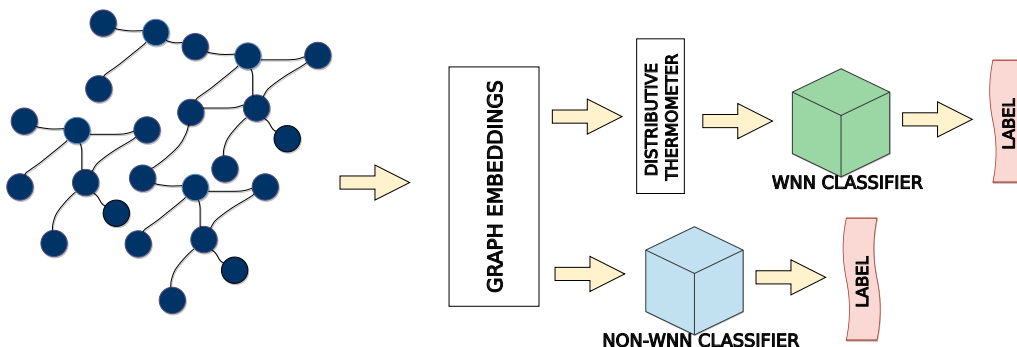 GRAPH EMBEDDINGS
DISTRIBUTIVE
THERMOMETER
WNN CLASSIFIER
LABEL
NON-WNN CLASSIFIER
LABEL